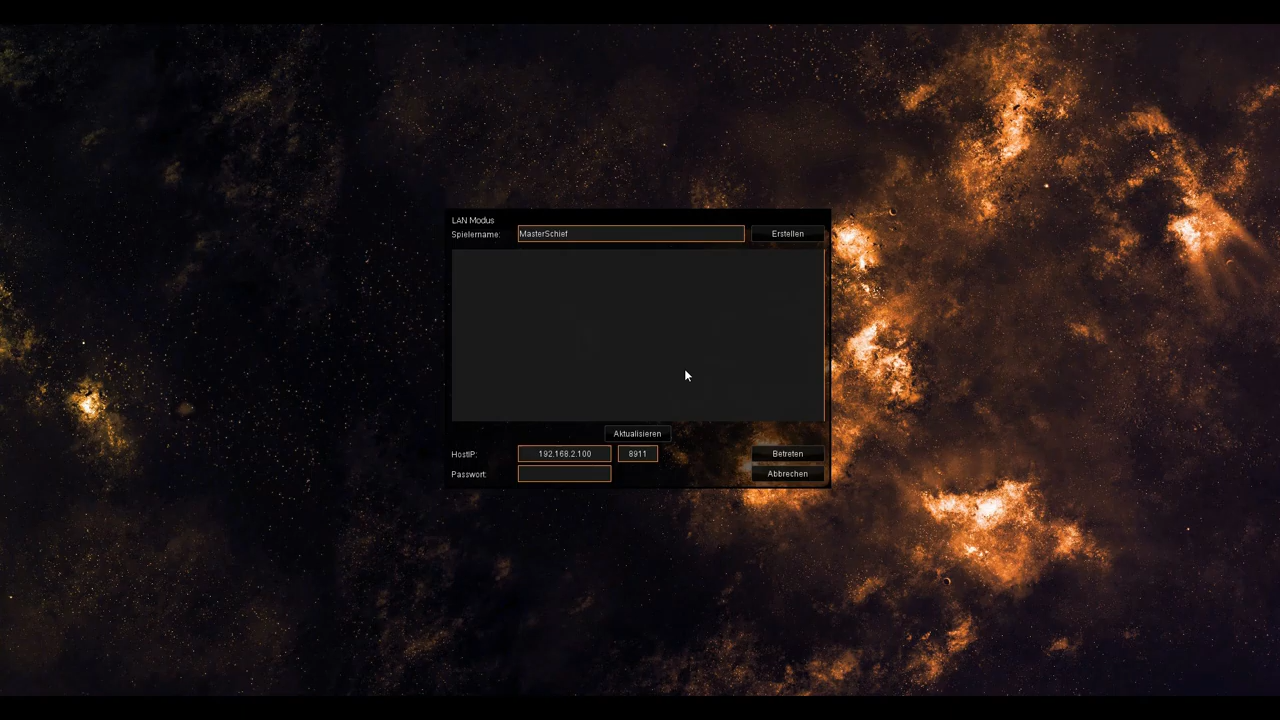 LAN Modus
Spielername: MasterSchief Erstellen
Aktualisieren
HostIP: 192.168.2.100 8911 Betreten
Passwort: Abbrechen